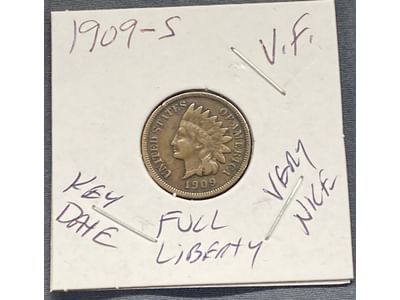 1909-S
V.F.
UNITED STATES OF AMERICA
1909
KEY
DATE
FULL
LIBERTY
VERY
NICE